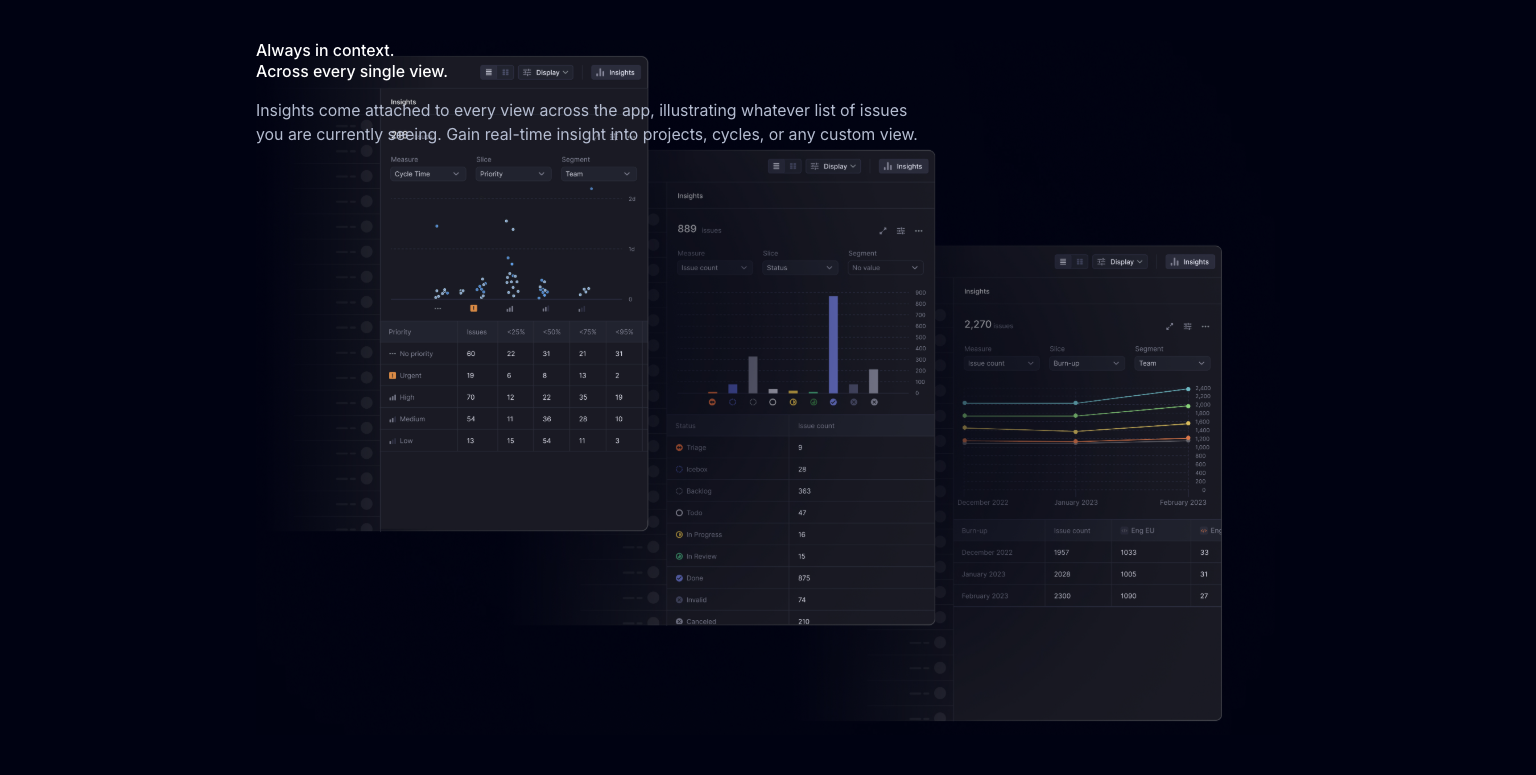 Always in context.
Across every single view.
Insights come attached to every view across the app, illustrating whatever list of issues
you are currently seeing. Gain real-time insight into projects, cycles, or any custom view.
Display
Insights
Insights
Measure Slice Segment
Cycle Time Priority Team
2d
1d
0
Priority Issues <25% <50% <75% <95%
No priority 60 22 31 21 31
Urgent 19 6 8 13 2
High 70 12 22 35 19
Medium 54 11 36 28 10
Low 13 15 54 11 3
Display
Insights
Insights
889 issues
Measure Slice Segment
Issue count Status No value
900
800
700
600
500
400
300
200
100
0
Status Issue count
Triage 9
Icebox 28
Backlog 363
Todo 47
In Progress 16
In Review 15
Done 875
Invalid 74
Canceled 210
Display
Insights
Insights
2,270 issues
Measure Slice Segment
Issue count Burn-up Team
2,400
2,200
2,000
1,800
1,600
1,400
1,200
1,000
800
600
400
200
0
December 2022 January 2023 February 2023
Burn-up Issue count Eng EU Eng
December 2022 1957 1033 33
January 2023 2028 1005 31
February 2023 2300 1090 27